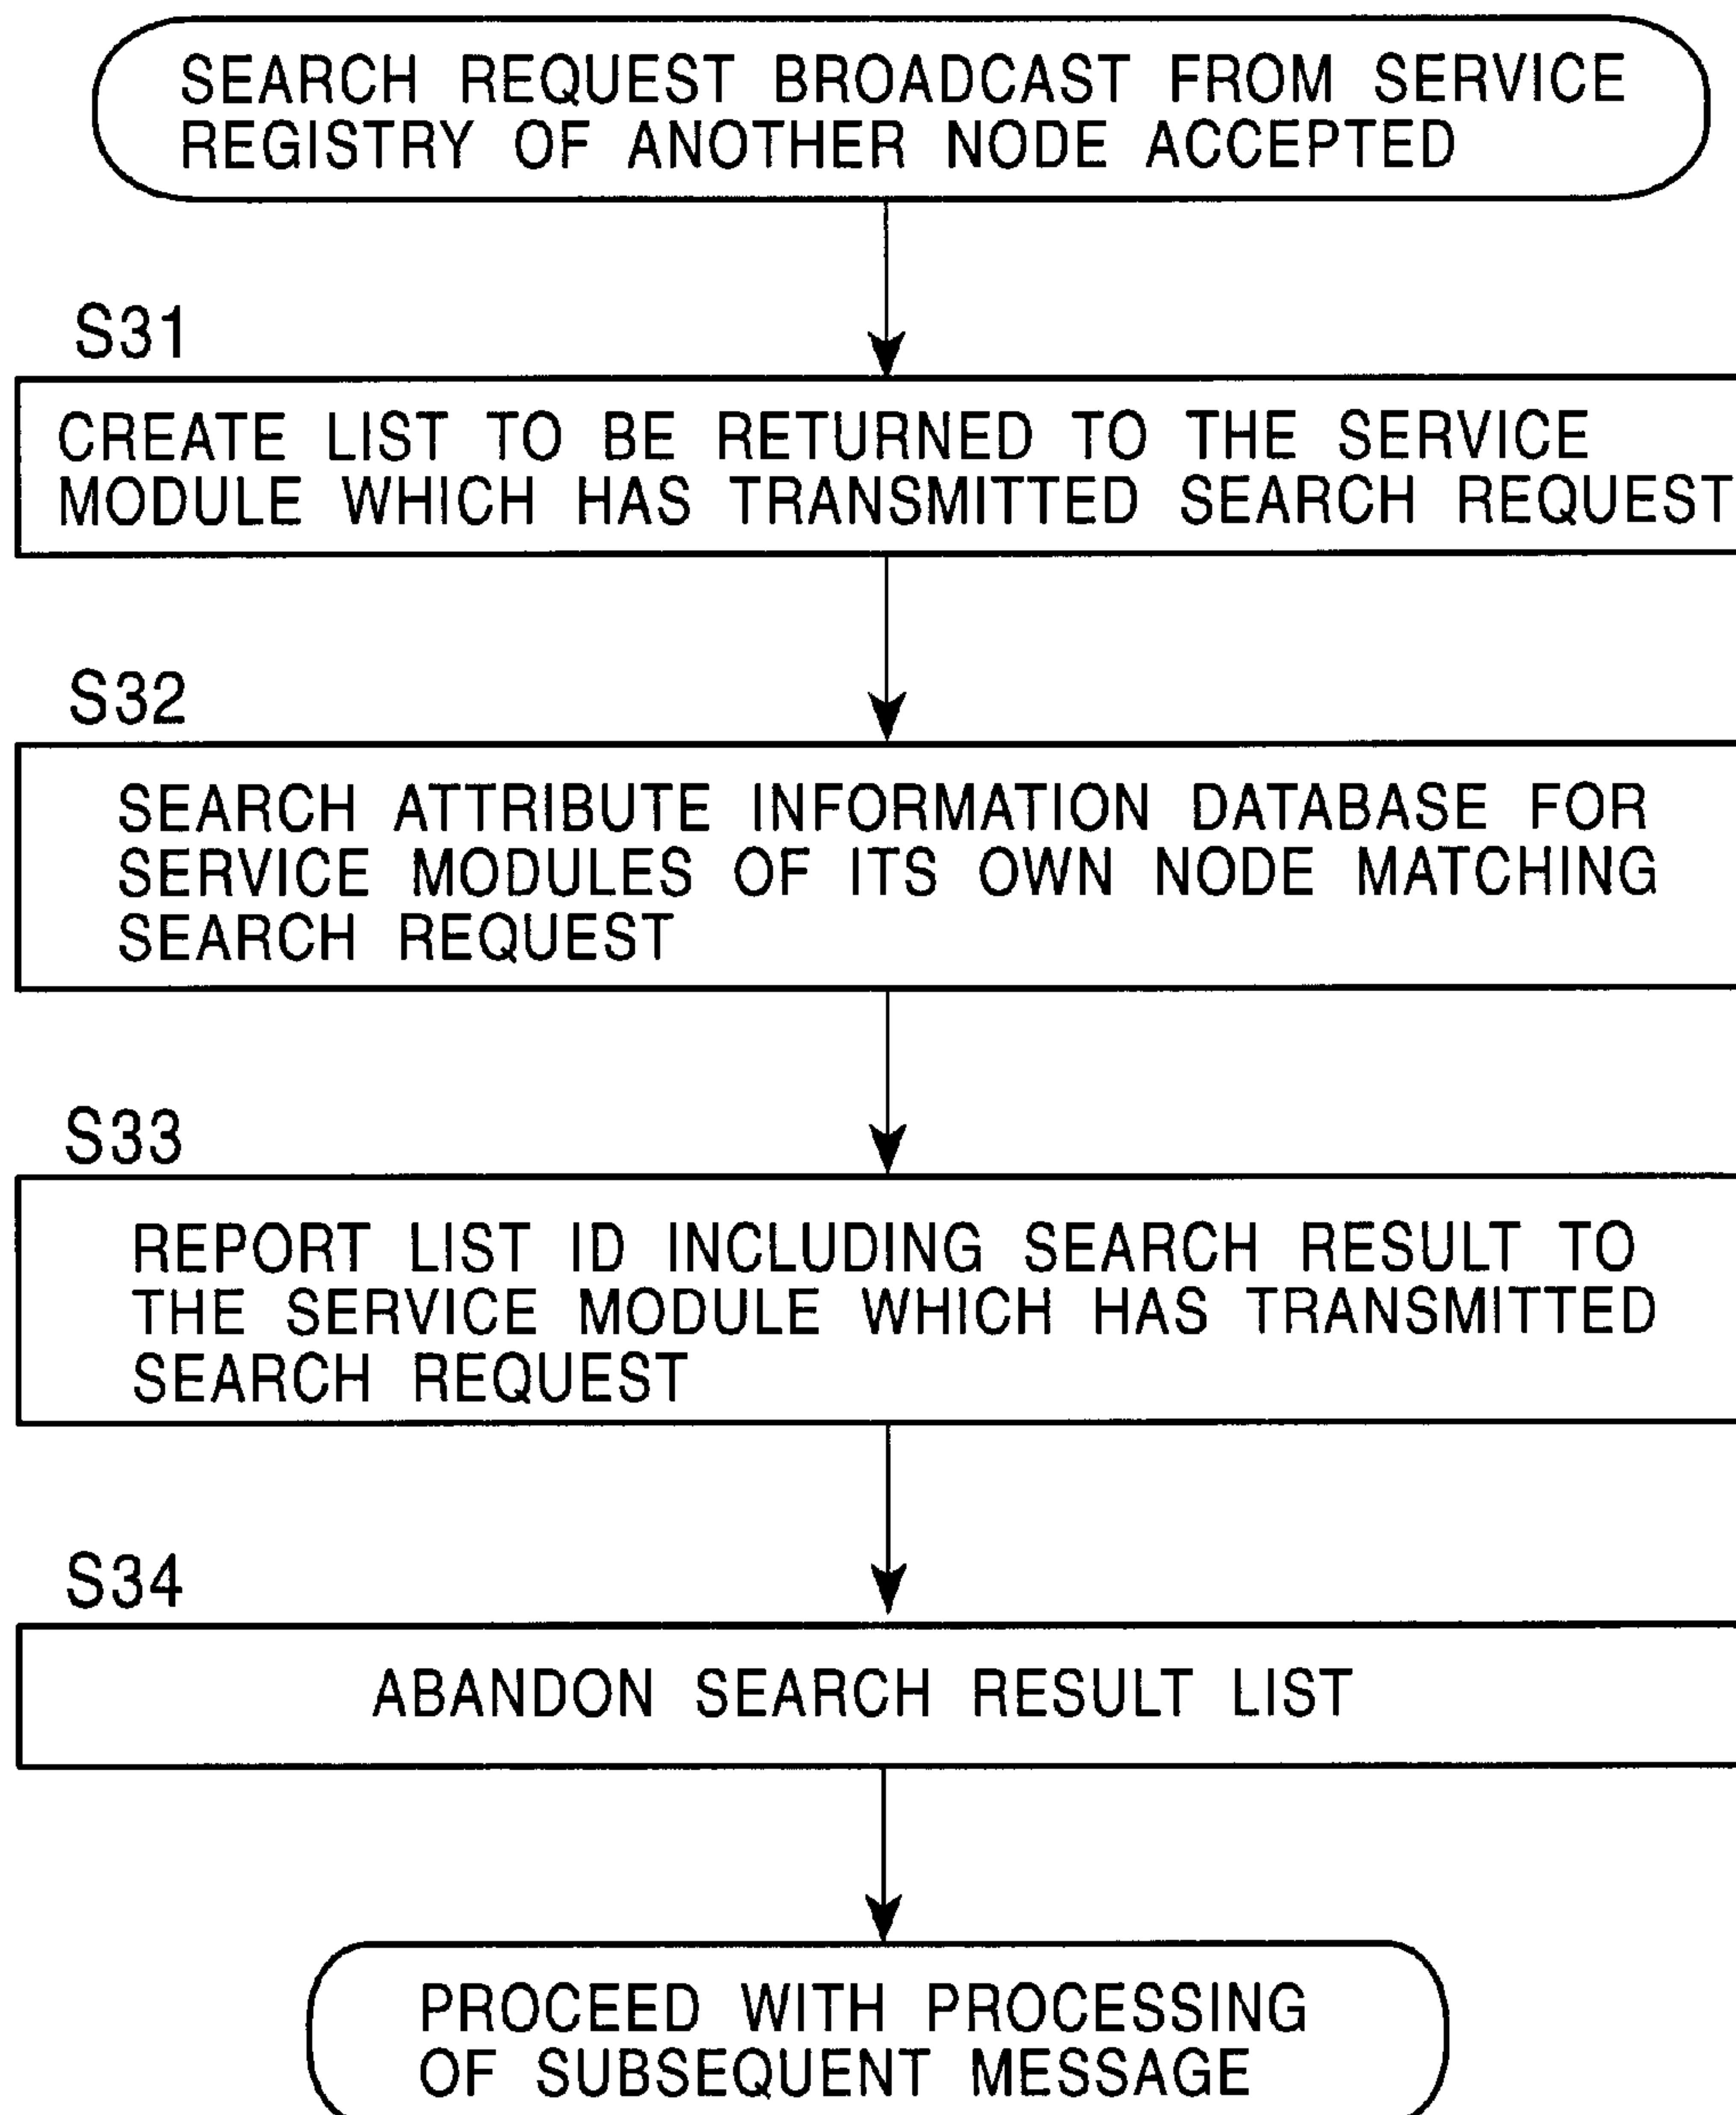 SEARCH REQUEST BROADCAST FROM SERVICE
REGISTRY OF ANOTHER NODE ACCEPTED
S31
CREATE LIST TO BE RETURNED TO THE SERVICE
MODULE WHICH HAS TRANSMITTED SEARCH REQUEST
S32
SEARCH ATTRIBUTE INFORMATION DATABASE FOR
SERVICE MODULES OF ITS OWN NODE MATCHING
SEARCH REQUEST
S33
REPORT LIST ID INCLUDING SEARCH RESULT TO
THE SERVICE MODULE WHICH HAS TRANSMITTED
SEARCH REQUEST
S34
ABANDON SEARCH RESULT LIST
PROCEED WITH PROCESSING
OF SUBSEQUENT MESSAGE